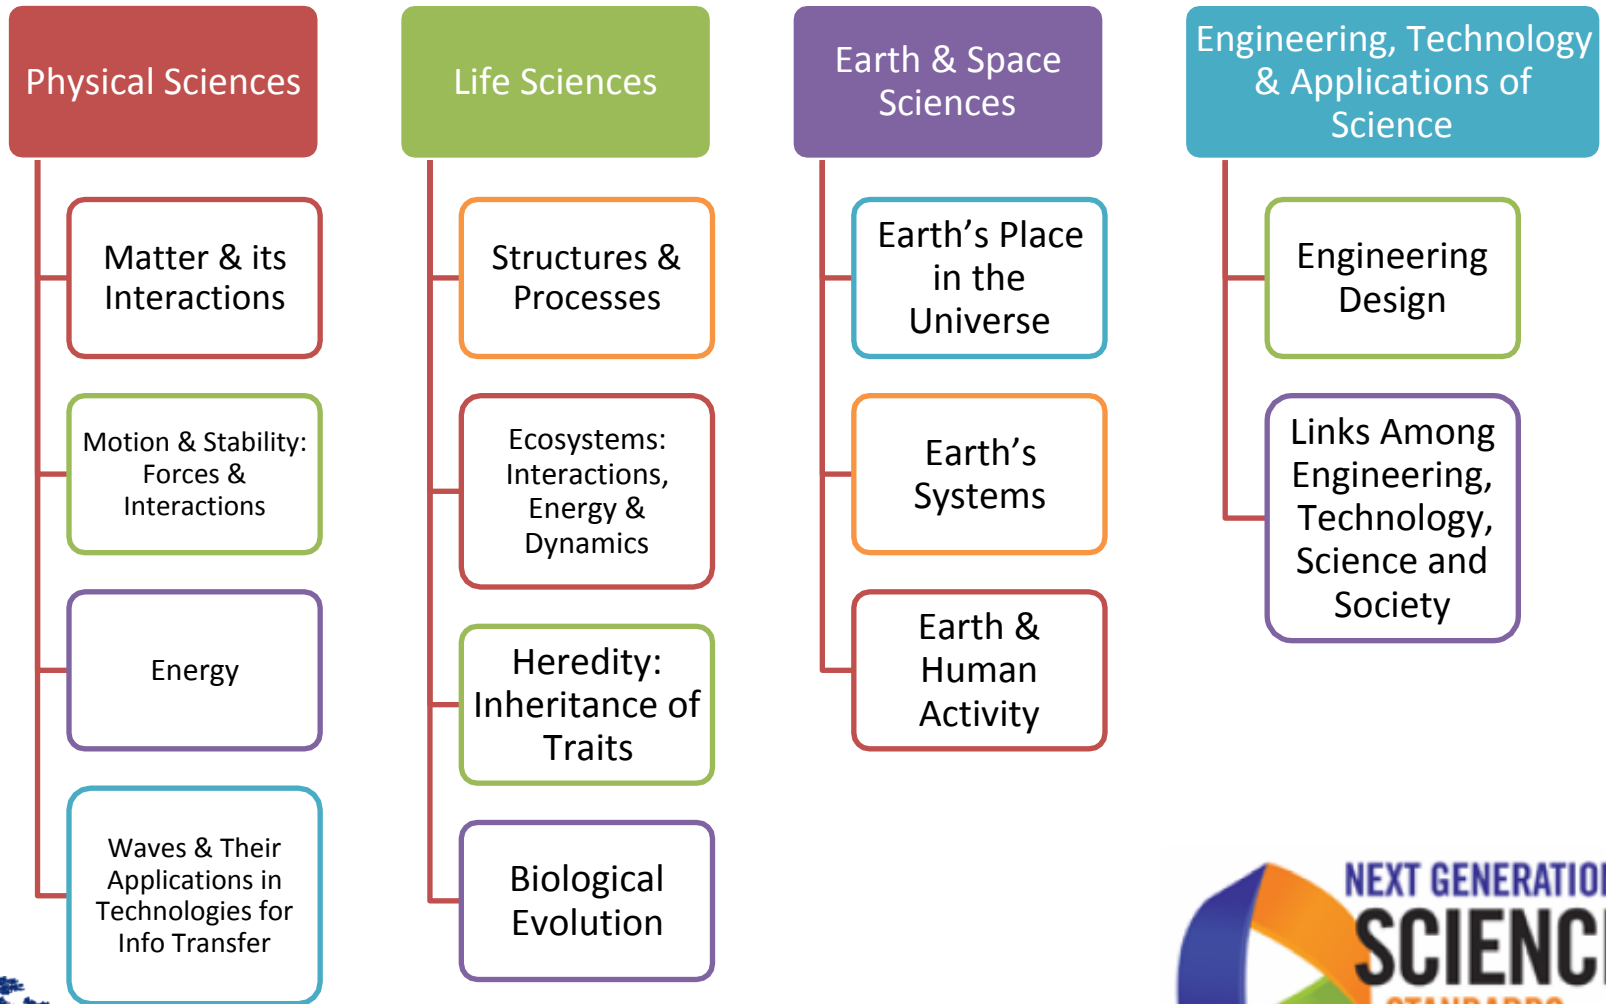 Physical Sciences
Matter & its
Interactions
Motion & Stability:
Forces &
Interactions
Energy
Waves & Their
Applications in
Technologies for
Info Transfer
Life Sciences
Structures &
Processes
Ecosystems:
Interactions,
Energy &
Dynamics
Heredity:
Inheritance of
Traits
Biological
Evolution
Earth & Space
Sciences
Earth’s Place
in the
Universe
Earth’s
Systems
Earth &
Human
Activity
Engineering, Technology
& Applications of
Science
Engineering
Design
Links Among
Engineering,
Technology,
Science and
Society
NEXT GENERATION
SCIENCE
STANDARDS